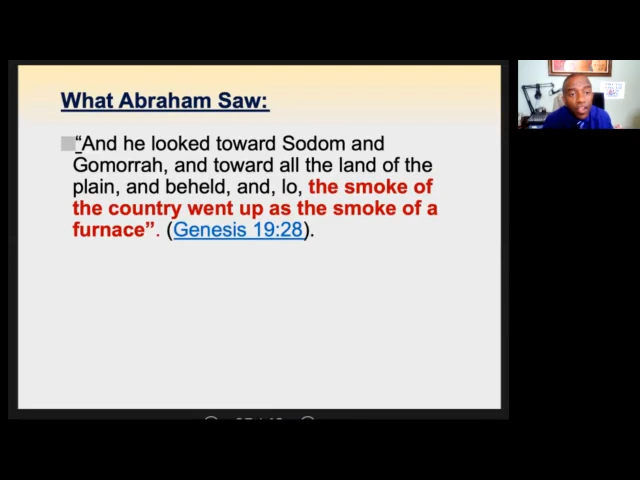 What Abraham Saw:
“And he looked toward Sodom and
Gomorrah, and toward all the land of the
plain, and beheld, and, lo, the smoke of
the country went up as the smoke of a
furnace”. (Genesis 19:28).